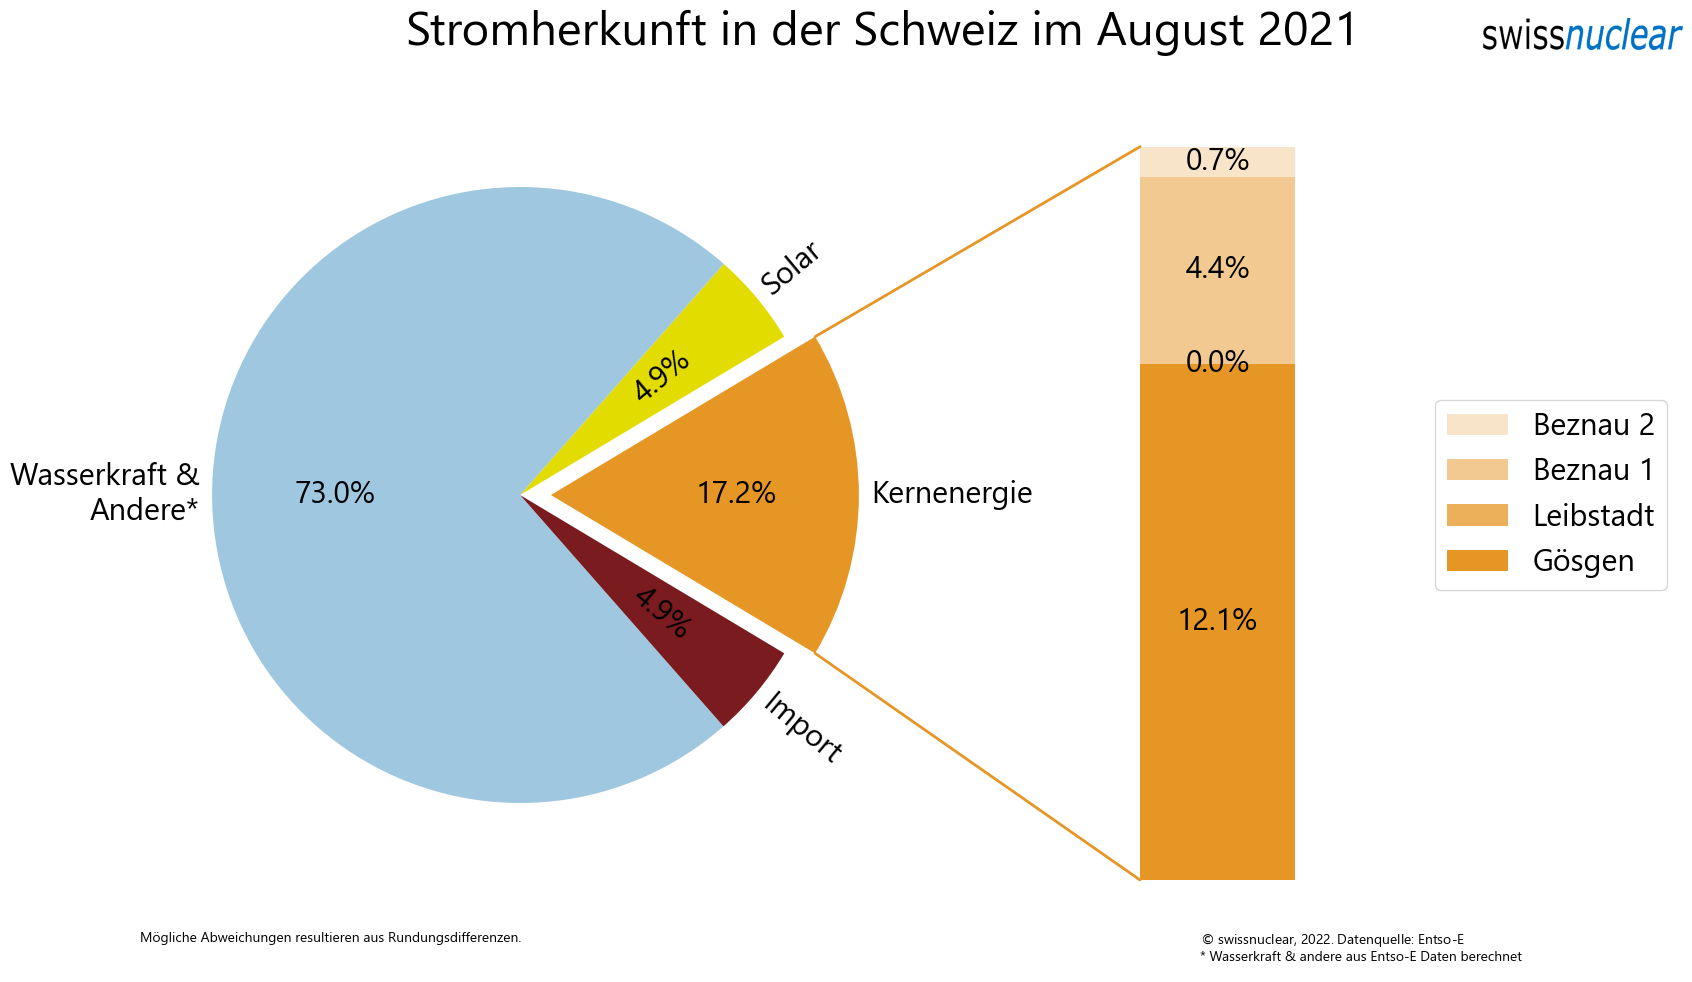 Stromherkunft in der Schweiz im August 2021
swissnuclear
0.7%
4.4%
0.0%
12.1%
Solar
4.9%
Wasserkraft &
Andere*
73.0%
17.2%
Kernenergie
4.9%
Import
Beznau 2
Beznau 1
Leibstadt
Gösgen
Mögliche Abweichungen resultieren aus Rundungsdifferenzen.
© swissnuclear, 2022. Datenquelle: Entso-E
* Wasserkraft & andere aus Entso-E Daten berechnet